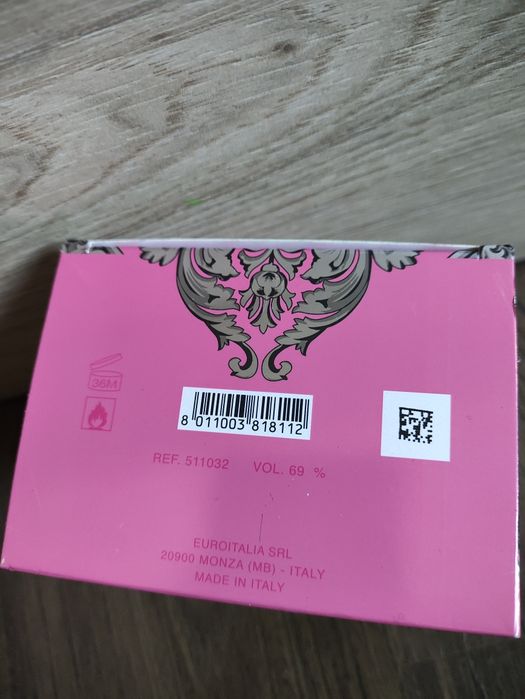 36M
8 011003 818112
REF. 511032 VOL. 69 %
EUROITALIA SRL
20900 MONZA (MB) - ITALY
MADE IN ITALY